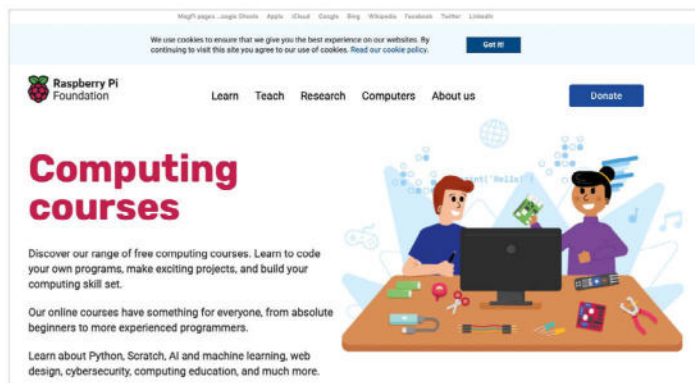 MagPi pages ...oogle Sheets Apple iCloud Google Bing Wikipedia Facebook Twitter LinkedIn
We use cookies to ensure that we give you the best experience on our websites. By
continuing to visit this site you agree to our use of cookies. Read our cookie policy.
Got it!
Raspberry Pi
Foundation
Learn Teach Research Computers About us
Donate
Computing
courses
Discover our range of free computing courses. Learn to code
your own programs, make exciting projects, and build your
computing skill set.
Our online courses have something for everyone, from absolute
beginners to more experienced programmers.
Learn about Python, Scratch, AI and machine learning, web
design, cybersecurity, computing education, and much more.
('Hello!')